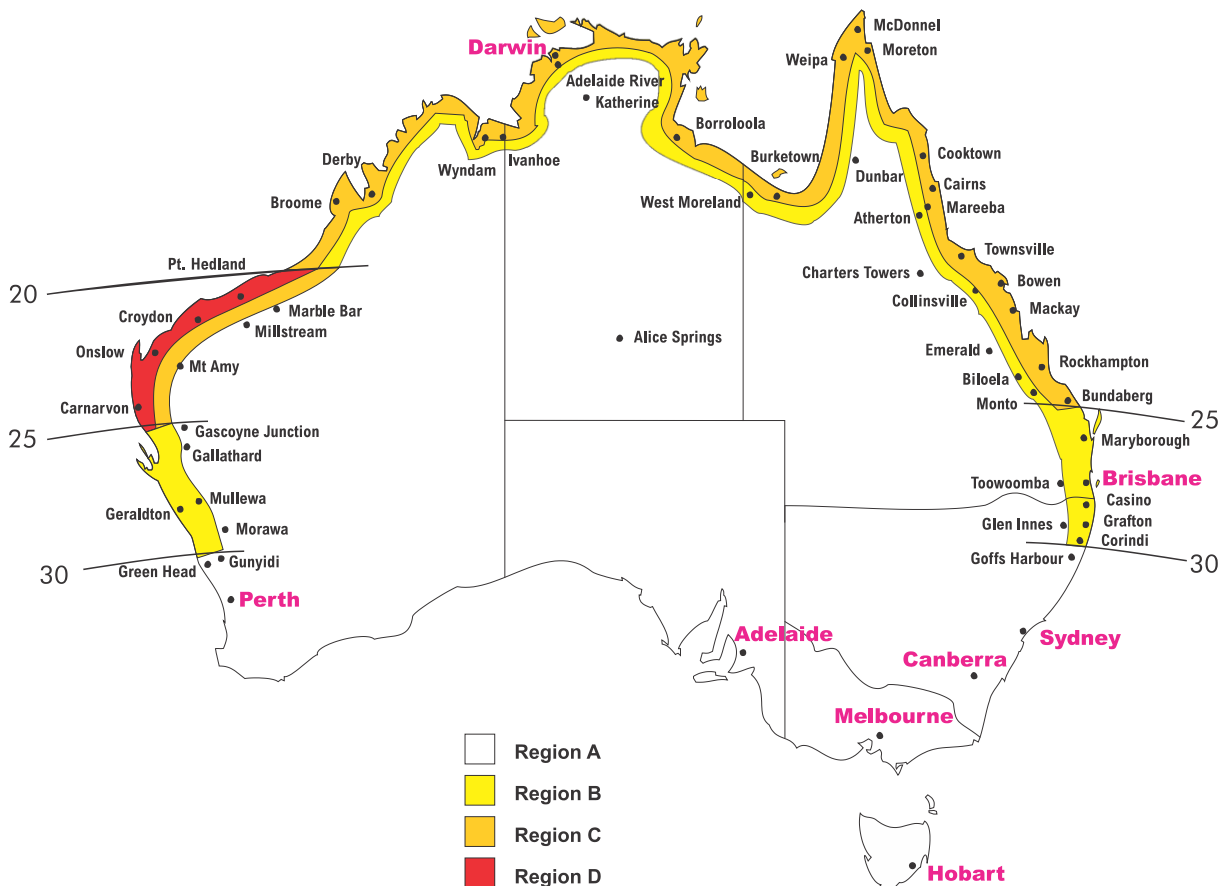 McDonnel
Darwin
Moreton
Weipa
Adelaide River
Katherine
Borroloola
Burketown
Cooktown
Derby
Wyndam
Ivanhoe
Dunbar
Cairns
Broome
West Moreland
Mareeba
Atherton
Townsville
Pt. Hedland
Charters Towers
Bowen
20
Collinsville
Marble Bar
Mackay
Croydon
Millstream
Alice Springs
Onslow
Emerald
Rockhampton
Mt Amy
Biloela
Carnarvon
Monto
Bundaberg
25
25
Gascoyne Junction
Maryborough
Gallathard
Toowoomba
Brisbane
Mullewa
Casino
Geraldton
Glen Innes
Grafton
Morawa
Corindi
Goffs Harbour
30
Gunyidi
Green Head
30
Perth
Adelaide
Sydney
Canberra
Melbourne
Region A
Region B
Region C
Region D
Hobart